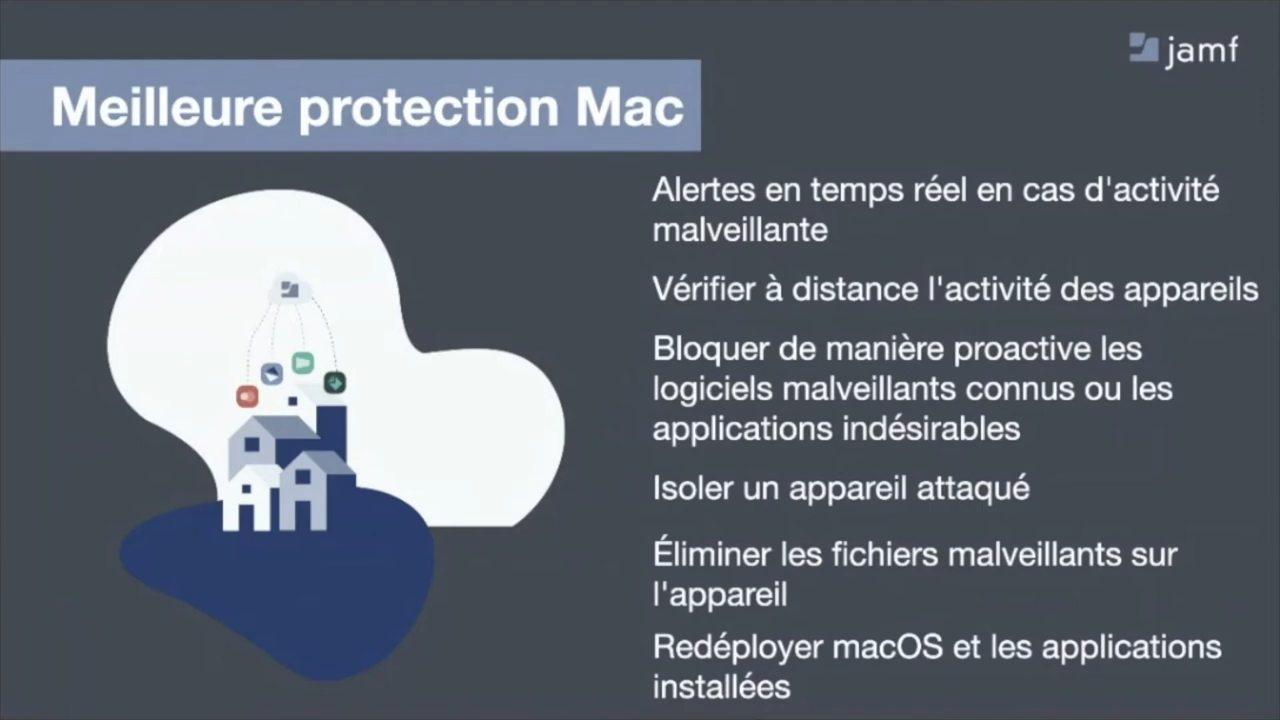 jamf
Meilleure protection Mac
Alertes en temps réel en cas d'activité
malveillante
Vérifier à distance l'activité des appareils
Bloquer de manière proactive les
logiciels malveillants connus ou les
applications indésirables
Isoler un appareil attaqué
Éliminer les fichiers malveillants sur
l'appareil
Redéployer macOS et les applications
installées